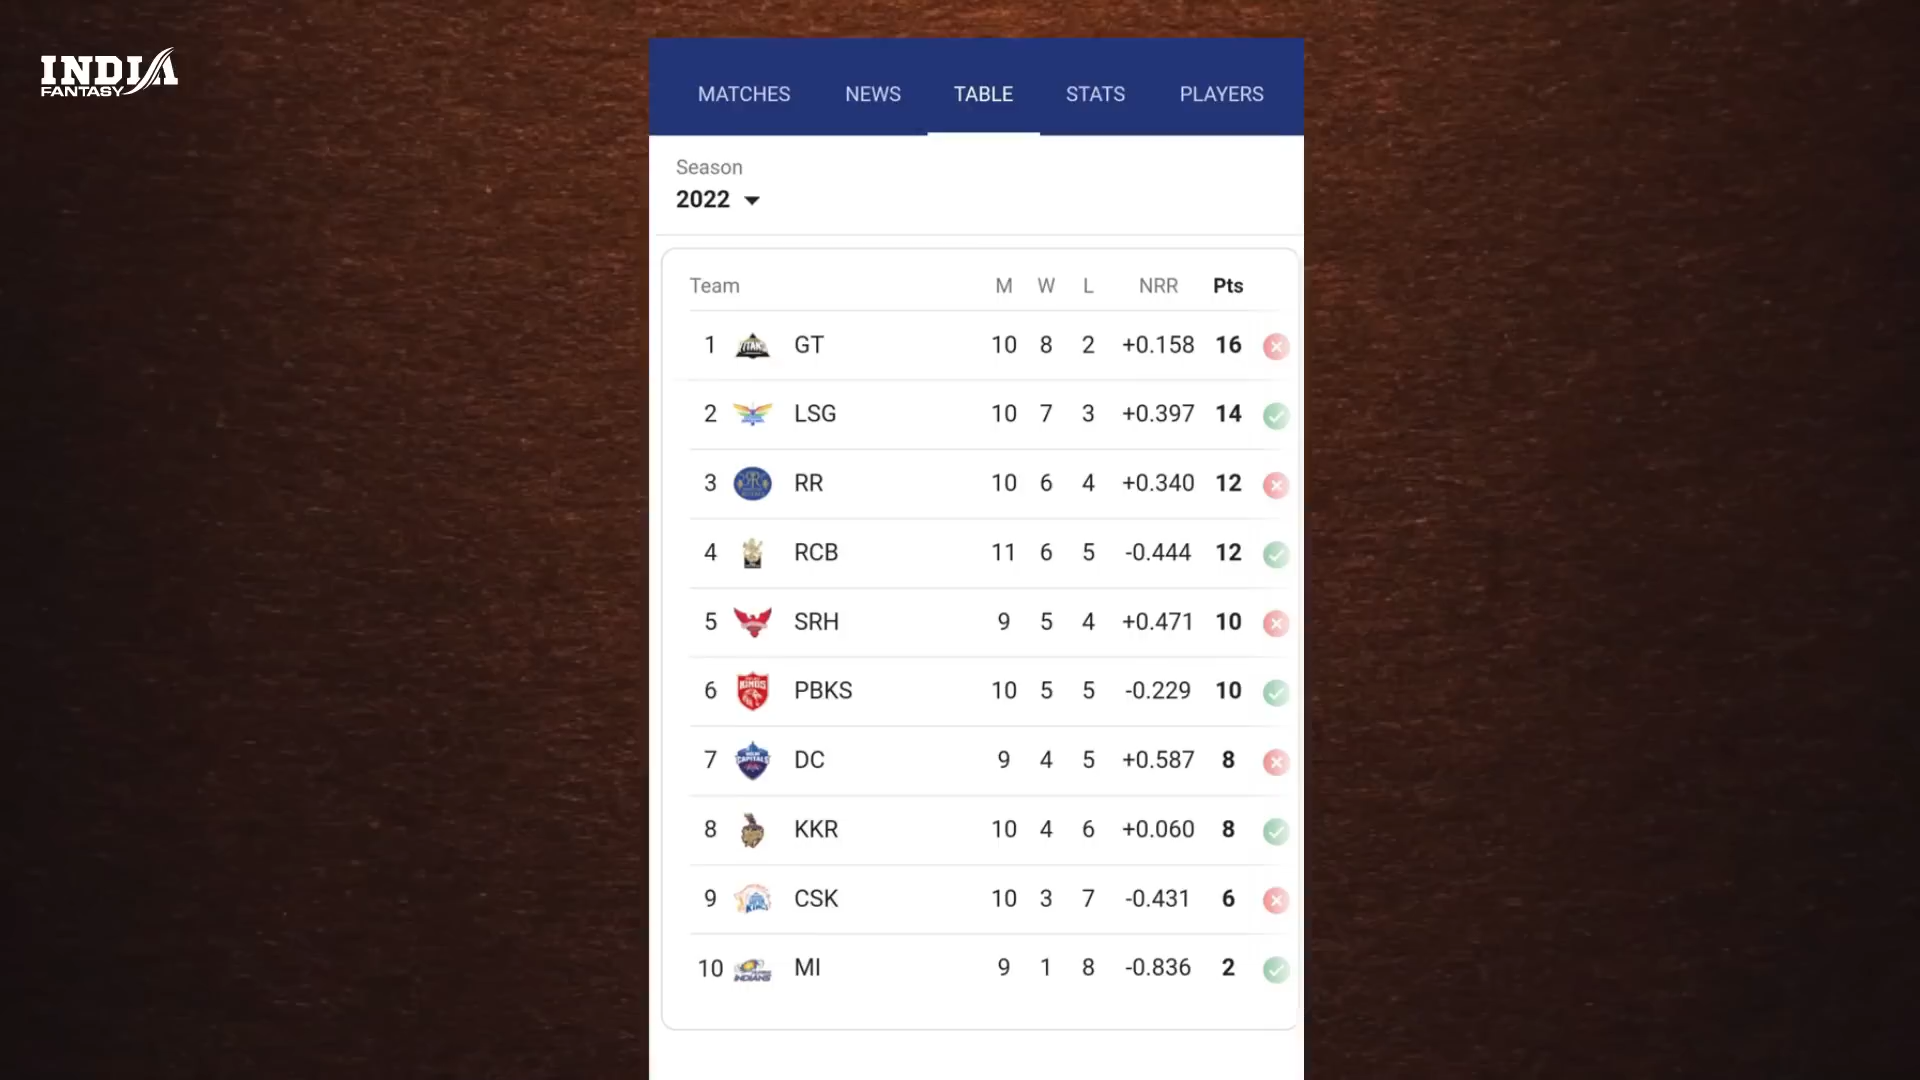 INDIA
FANTASY
MATCHES NEWS TABLE STATS PLAYERS
Season
2022
Team M W L NRR Pts
1 GT 10 8 2 +0.158 16
2 LSG 10 7 3 +0.397 14
3 RR 10 6 4 +0.340 12
4 RCB 11 6 5 -0.444 12
5 SRH 9 5 4 +0.471 10
6 KINGS PBKS 10 5 5 -0.229 10
7 CAPITALS DC 9 4 5 +0.587 8
8 KKR 10 4 6 +0.060 8
9 CSK 10 3 7 -0.431 6
10 INDIANS MI 9 1 8 -0.836 2